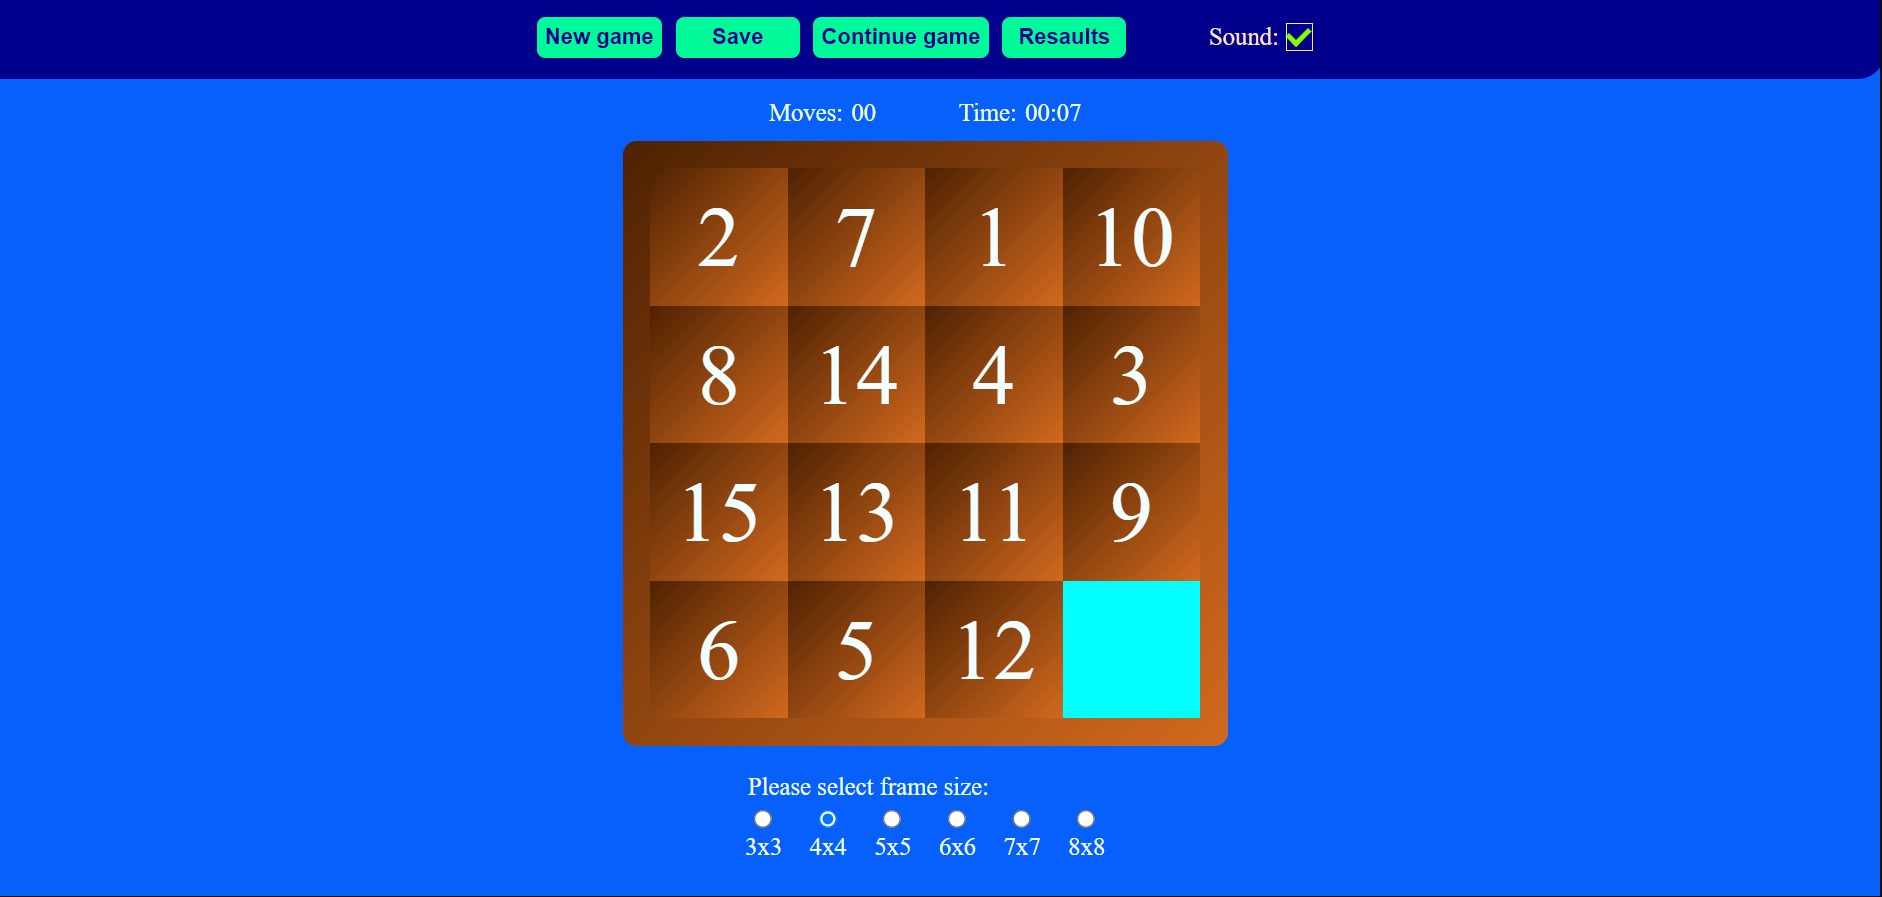 New game Save Continue game Resaults Sound:
Moves: 00 Time: 00:07
2 7 1 10
8 14 4 3
15 13 11 9
6 5 12
Please select frame size:
3x3 4x4 5x5 6x6 7x7 8x8